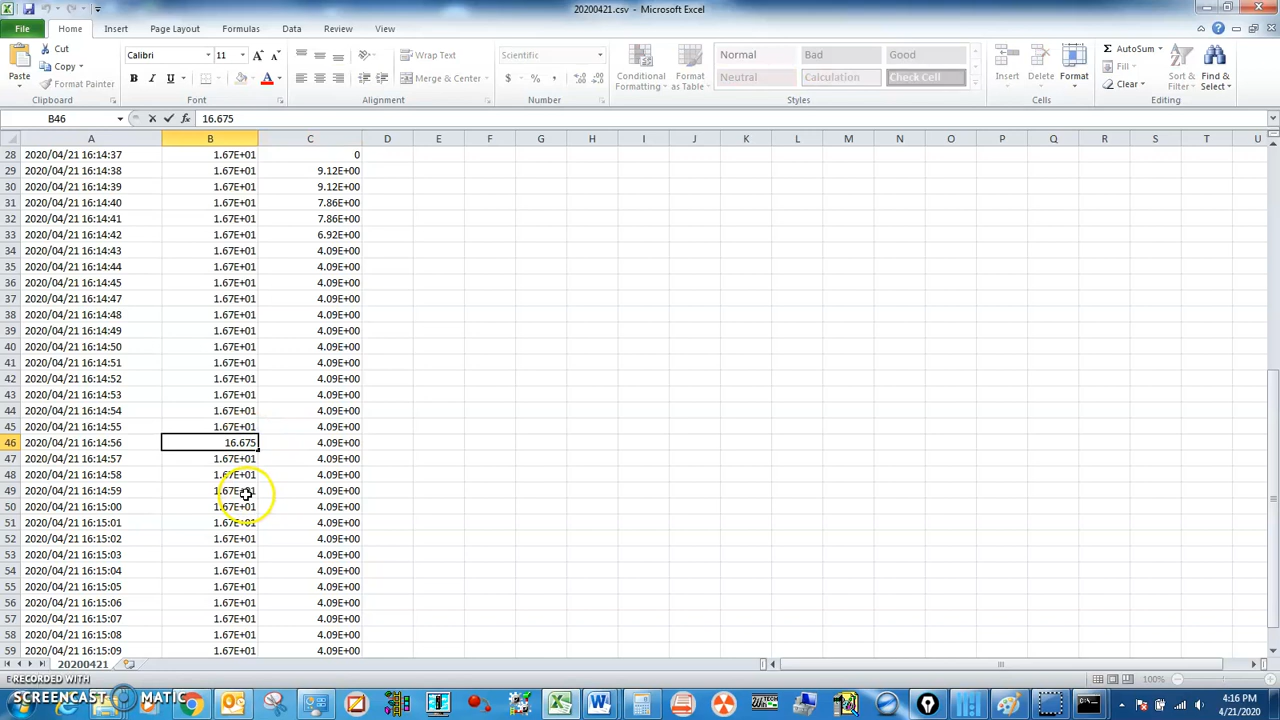 20200421.csv - Microsoft Excel
File Home Insert Page Layout Formulas Data Review View
Paste
Cut
Copy
Format Painter
Clipboard
Calibri 11
B I U
Font
Wrap Text
Merge & Center
Alignment
Scientific
$ % ,
Number
Conditional Formatting
Format as Table
Normal Bad Good
Neutral Calculation Check Cell
Styles
Insert Delete Format
Cells
AutoSum
Fill
Clear
Sort & Filter
Find & Select
Editing
B46 fx 16.675
A B C D E F G H I J K L M N O P Q R S T U
28 2020/04/21 16:14:37 1.67E+01 0
29 2020/04/21 16:14:38 1.67E+01 9.12E+00
30 2020/04/21 16:14:39 1.67E+01 9.12E+00
31 2020/04/21 16:14:40 1.67E+01 7.86E+00
32 2020/04/21 16:14:41 1.67E+01 7.86E+00
33 2020/04/21 16:14:42 1.67E+01 6.92E+00
34 2020/04/21 16:14:43 1.67E+01 4.09E+00
35 2020/04/21 16:14:44 1.67E+01 4.09E+00
36 2020/04/21 16:14:45 1.67E+01 4.09E+00
37 2020/04/21 16:14:47 1.67E+01 4.09E+00
38 2020/04/21 16:14:48 1.67E+01 4.09E+00
39 2020/04/21 16:14:49 1.67E+01 4.09E+00
40 2020/04/21 16:14:50 1.67E+01 4.09E+00
41 2020/04/21 16:14:51 1.67E+01 4.09E+00
42 2020/04/21 16:14:52 1.67E+01 4.09E+00
43 2020/04/21 16:14:53 1.67E+01 4.09E+00
44 2020/04/21 16:14:54 1.67E+01 4.09E+00
45 2020/04/21 16:14:55 1.67E+01 4.09E+00
46 2020/04/21 16:14:56 16.675 4.09E+00
47 2020/04/21 16:14:57 1.67E+01 4.09E+00
48 2020/04/21 16:14:58 1.67E+01 4.09E+00
49 2020/04/21 16:14:59 1.67E+01 4.09E+00
50 2020/04/21 16:15:00 1.67E+01 4.09E+00
51 2020/04/21 16:15:01 1.67E+01 4.09E+00
52 2020/04/21 16:15:02 1.67E+01 4.09E+00
53 2020/04/21 16:15:03 1.67E+01 4.09E+00
54 2020/04/21 16:15:04 1.67E+01 4.09E+00
55 2020/04/21 16:15:05 1.67E+01 4.09E+00
56 2020/04/21 16:15:06 1.67E+01 4.09E+00
57 2020/04/21 16:15:07 1.67E+01 4.09E+00
58 2020/04/21 16:15:08 1.67E+01 4.09E+00
59 2020/04/21 16:15:09 1.67E+01 4.09E+00
20200421
RECORDED WITH
SCREENCAST MATIC
100%
4:16 PM
4/21/2020